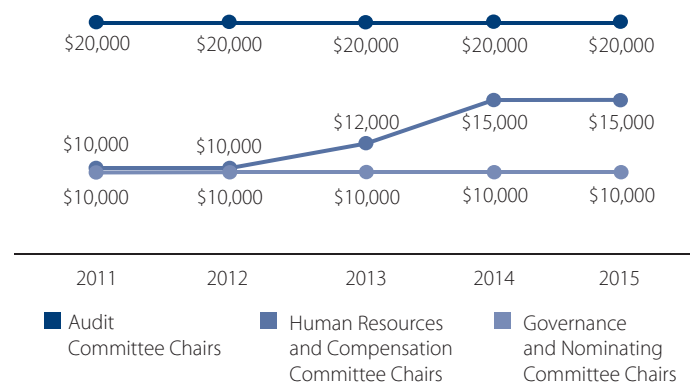 $20,000 $20,000 $20,000 $20,000 $20,000
$12,000 $15,000 $15,000
$10,000 $10,000
$10,000 $10,000 $10,000 $10,000 $10,000
2011 2012 2013 2014 2015
Audit
Committee Chairs
Human Resources
and Compensation
Committee Chairs
Governance
and Nominating
Committee Chairs